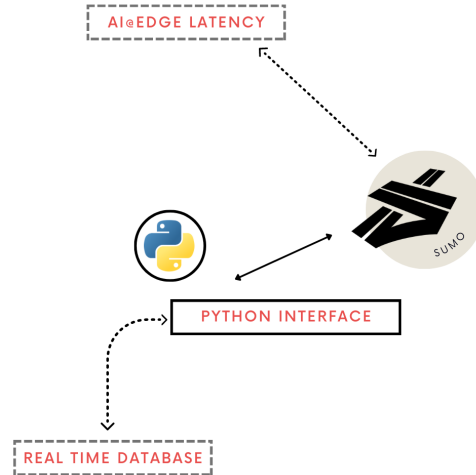 AI@EDGE LATENCY
SUMO
PYTHON INTERFACE
REAL TIME DATABASE